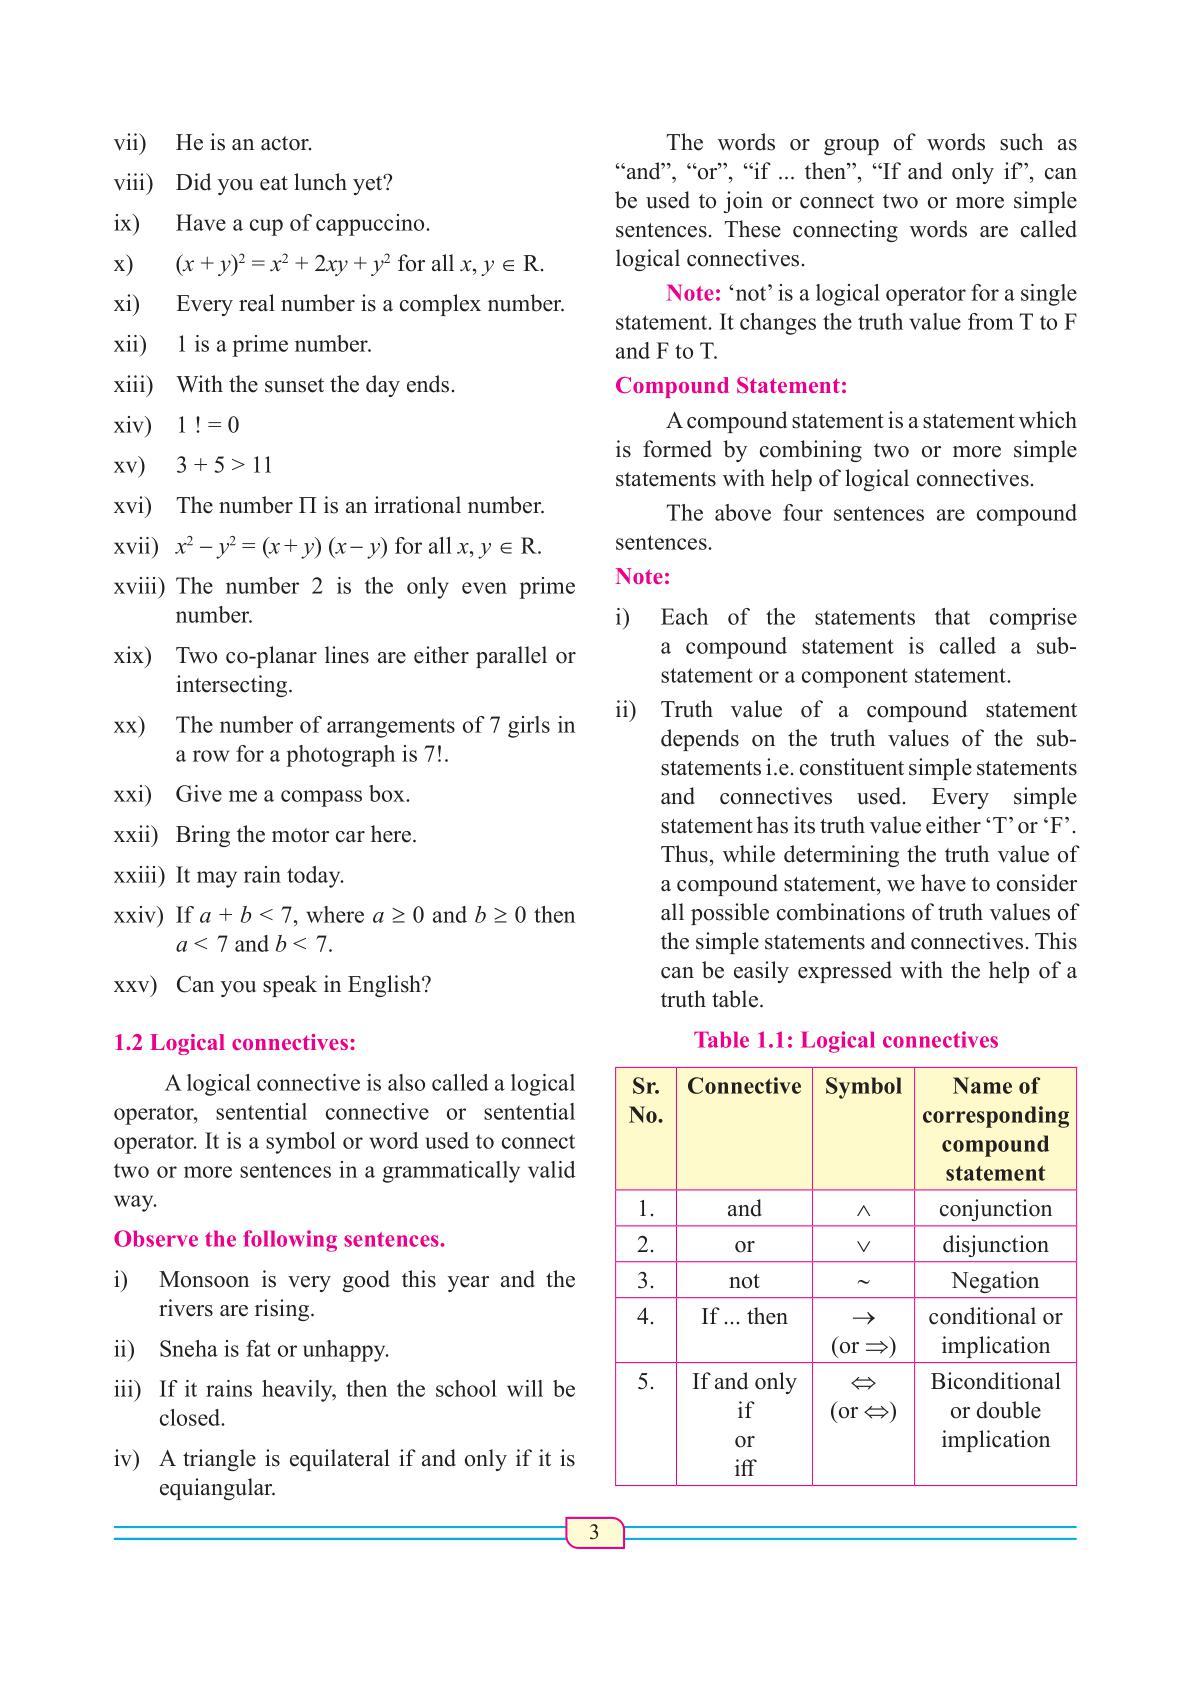 vii) He is an actor.
viii) Did you eat lunch yet?
ix) Have a cup of cappuccino.
x) (x + y)² = x² + 2xy + y² for all x, y ∈ R.
xi) Every real number is a complex number.
xii) 1 is a prime number.
xiii) With the sunset the day ends.
xiv) 1 ! = 0
xv) 3 + 5 > 11
xvi) The number Π is an irrational number.
xvii) x² – y² = (x + y) (x – y) for all x, y ∈ R.
xviii) The number 2 is the only even prime
number.
xix) Two co-planar lines are either parallel or
intersecting.
xx) The number of arrangements of 7 girls in
a row for a photograph is 7!.
xxi) Give me a compass box.
xxii) Bring the motor car here.
xxiii) It may rain today.
xxiv) If a + b < 7, where a ≥ 0 and b ≥ 0 then
a < 7 and b < 7.
xxv) Can you speak in English?
1.2 Logical connectives:
A logical connective is also called a logical
operator, sentential connective or sentential
operator. It is a symbol or word used to connect
two or more sentences in a grammatically valid
way.
Observe the following sentences.
i) Monsoon is very good this year and the
rivers are rising.
ii) Sneha is fat or unhappy.
iii) If it rains heavily, then the school will be
closed.
iv) A triangle is equilateral if and only if it is
equiangular.
The words or group of words such as
“and”, “or”, “if ... then”, “If and only if”, can
be used to join or connect two or more simple
sentences. These connecting words are called
logical connectives.
Note: ‘not’ is a logical operator for a single
statement. It changes the truth value from T to F
and F to T.
Compound Statement:
A compound statement is a statement which
is formed by combining two or more simple
statements with help of logical connectives.
The above four sentences are compound
sentences.
Note:
i) Each of the statements that comprise
a compound statement is called a sub-
statement or a component statement.
ii) Truth value of a compound statement
depends on the truth values of the sub-
statements i.e. constituent simple statements
and connectives used. Every simple
statement has its truth value either ‘T’ or ‘F’.
Thus, while determining the truth value of
a compound statement, we have to consider
all possible combinations of truth values of
the simple statements and connectives. This
can be easily expressed with the help of a
truth table.
Table 1.1: Logical connectives
Sr. Connective Symbol Name of
No. corresponding
compound
statement
1. and ∧ conjunction
2. or ∨ disjunction
3. not ~ Negation
4. If ... then → conditional or
(or ⇒) implication
5. If and only ⇔ Biconditional
if (or ⇔) or double
or implication
iff
3